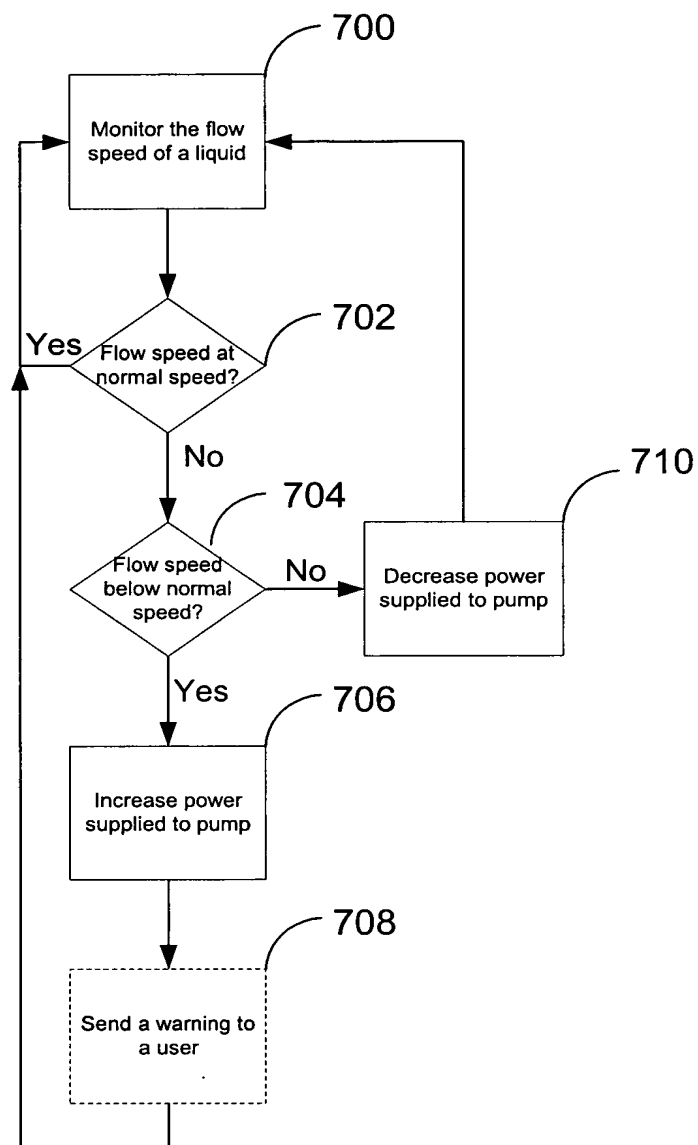 700
Monitor the flow
speed of a liquid
702
Yes
Flow speed at
normal speed?
No
704
710
Flow speed
below normal
speed?
No
Decrease power
supplied to pump
Yes
706
Increase power
supplied to pump
708
Send a warning to
a user